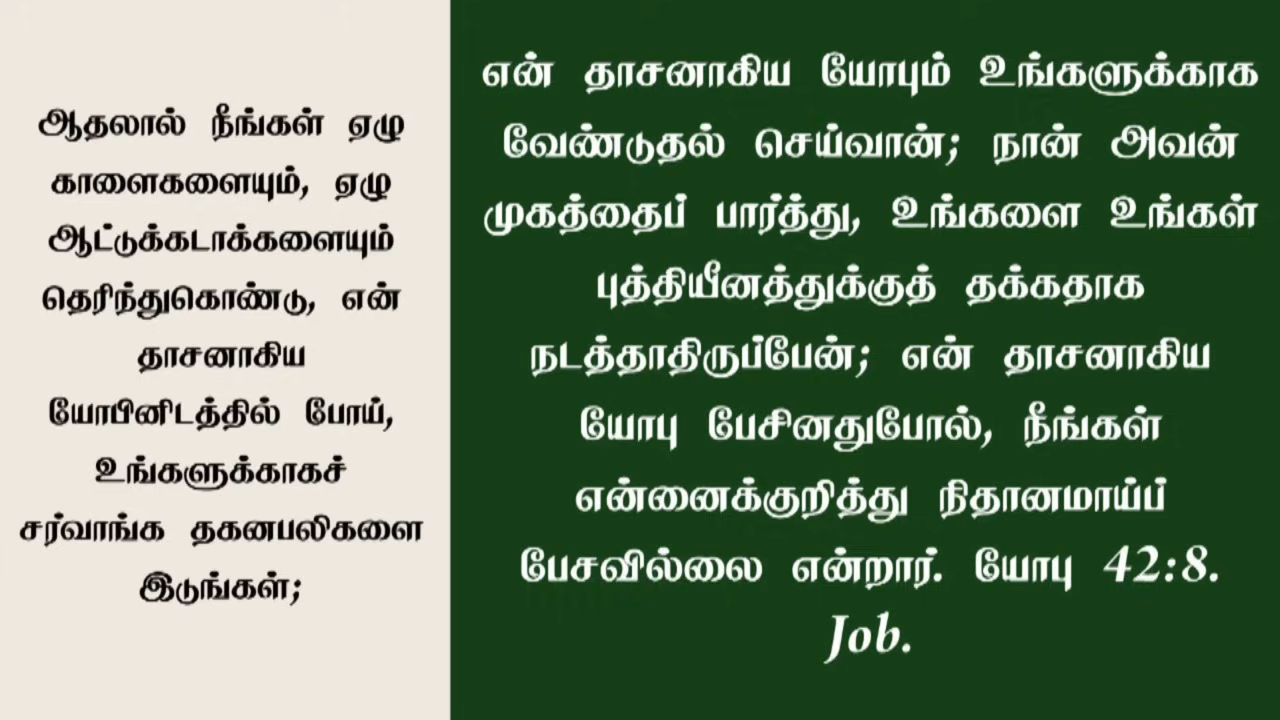 ஆதலால் நீங்கள் ஏழு
காளைகளையும், ஏழு
ஆட்டுக்கடாக்களையும்
தெரிந்துகொண்டு, என்
தாசனாகிய
யோபினிடத்தில் போய்,
உங்களுக்காகச்
சர்வாங்க தகனபலிகளை
இடுங்கள்;
என் தாசனாகிய யோபும் உங்களுக்காக
வேண்டுதல் செய்வான்; நான் அவன்
முகத்தைப் பார்த்து, உங்களை உங்கள்
புத்தியீனத்துக்குத் தக்கதாக
நடத்தாதிருப்பேன்; என் தாசனாகிய
யோபு பேசினதுபோல், நீங்கள்
என்னைக்குறித்து நிதானமாய்ப்
பேசவில்லை என்றார். யோபு 42:8.
Job.